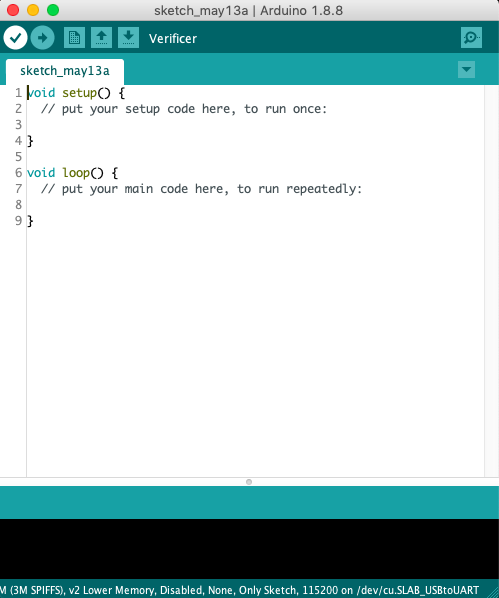 sketch_may13a | Arduino 1.8.8
Verificer
sketch_may13a
1 void setup() {
2   // put your setup code here, to run once:
3
4 }
5
6 void loop() {
7   // put your main code here, to run repeatedly:
8
9 }
M (3M SPIFFS), v2 Lower Memory, Disabled, None, Only Sketch, 115200 on /dev/cu.SLAB_USBtoUART